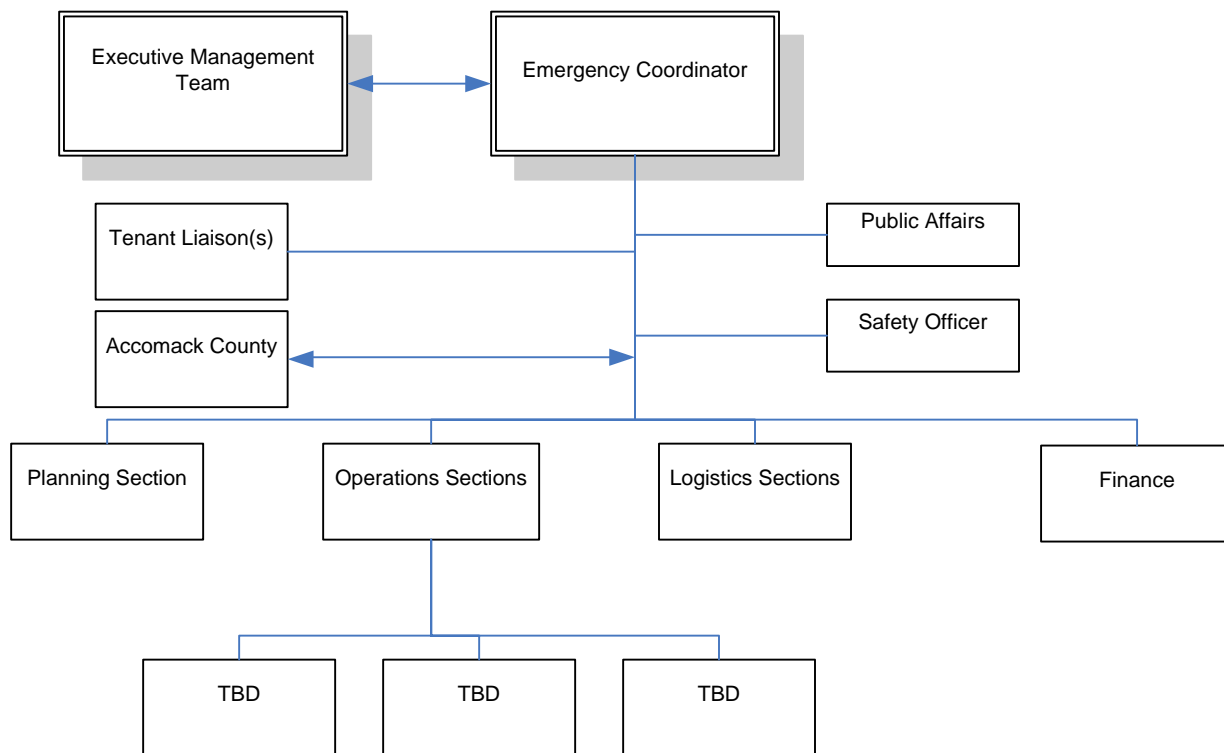 Executive Management
Team
Emergency Coordinator
Tenant Liaison(s)
Public Affairs
Accomack County
Safety Officer
Planning Section
Operations Sections
Logistics Sections
Finance
TBD
TBD
TBD